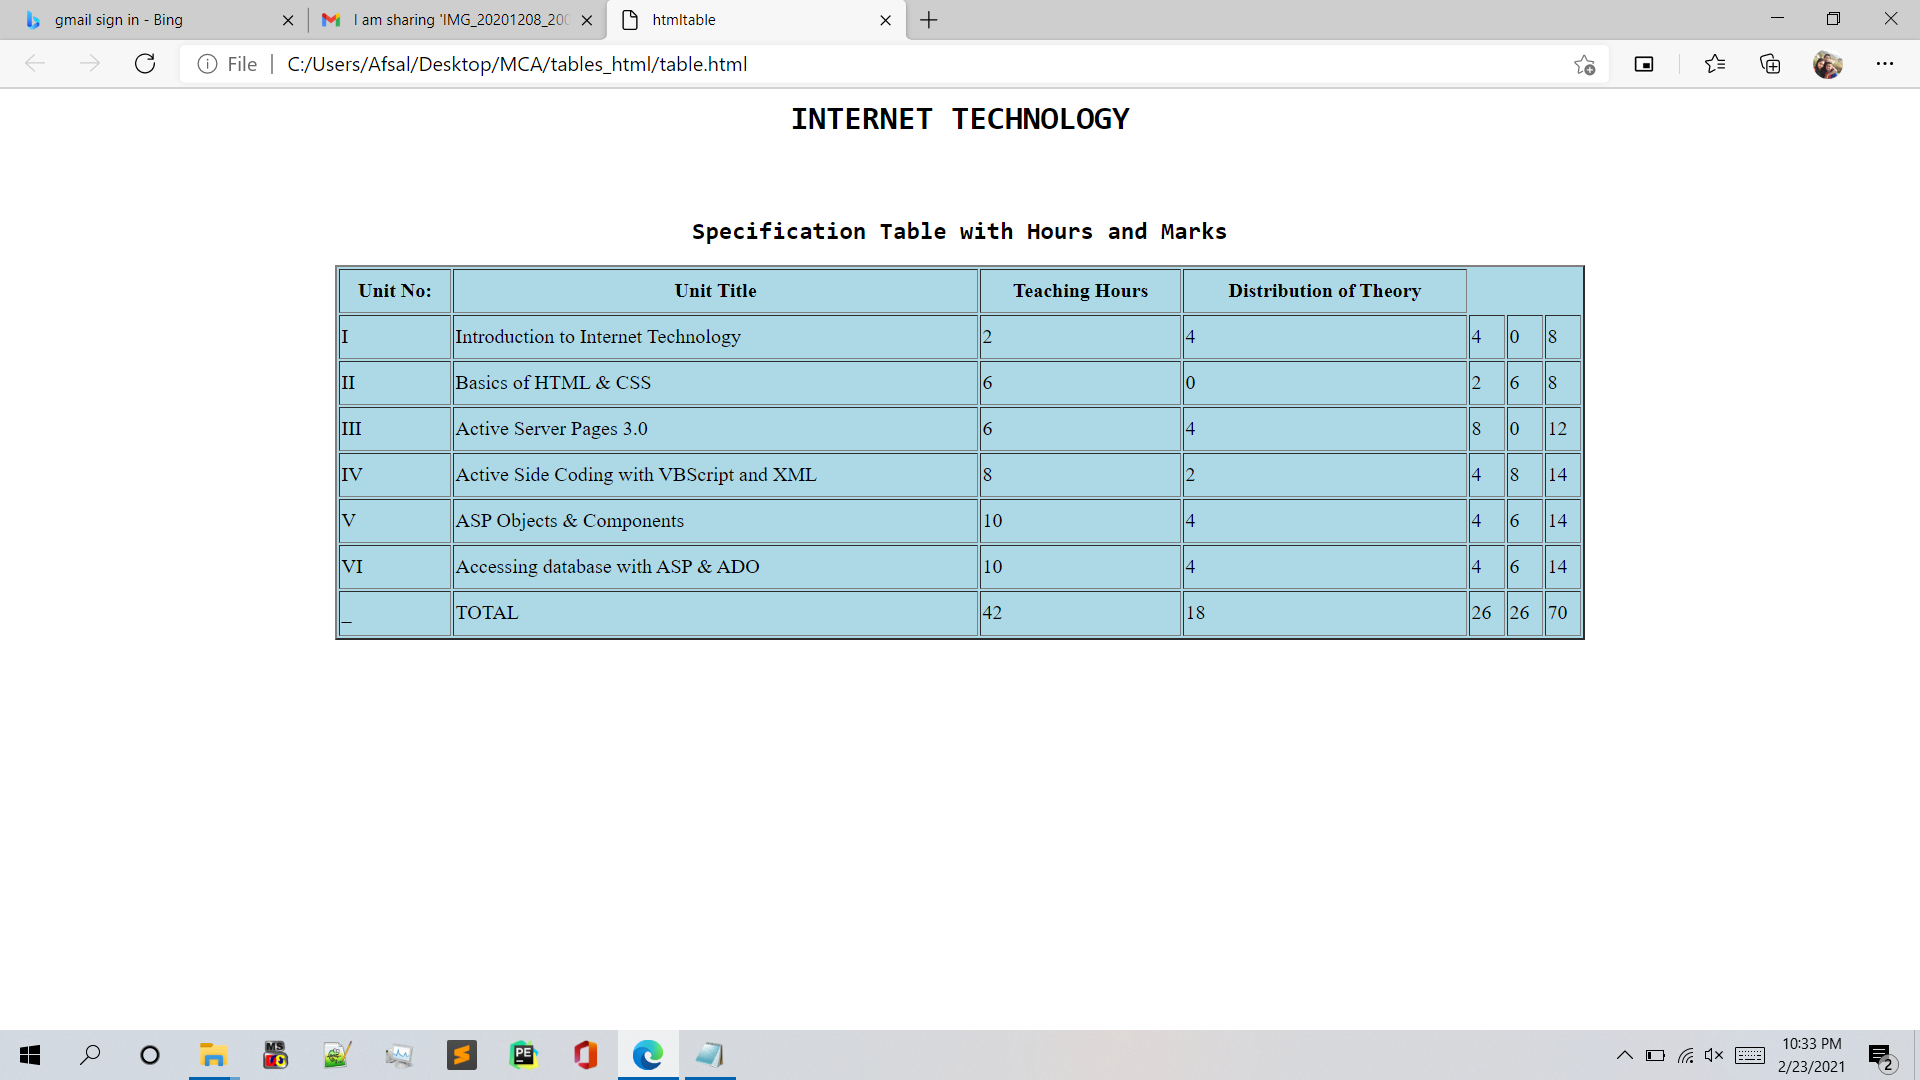 gmail sign in - Bing
I am sharing 'IMG_20201208_200
htmltable
File
C:/Users/Afsal/Desktop/MCA/tables_html/table.html
INTERNET TECHNOLOGY
Specification Table with Hours and Marks
Unit No: Unit Title Teaching Hours Distribution of Theory
I Introduction to Internet Technology 2 4 4 0 8
II Basics of HTML & CSS 6 0 2 6 8
III Active Server Pages 3.0 6 4 8 0 12
IV Active Side Coding with VBScript and XML 8 2 4 8 14
V ASP Objects & Components 10 4 4 6 14
VI Accessing database with ASP & ADO 10 4 4 6 14
_ TOTAL 42 18 26 26 70
MS
PE
10:33 PM
2/23/2021
2